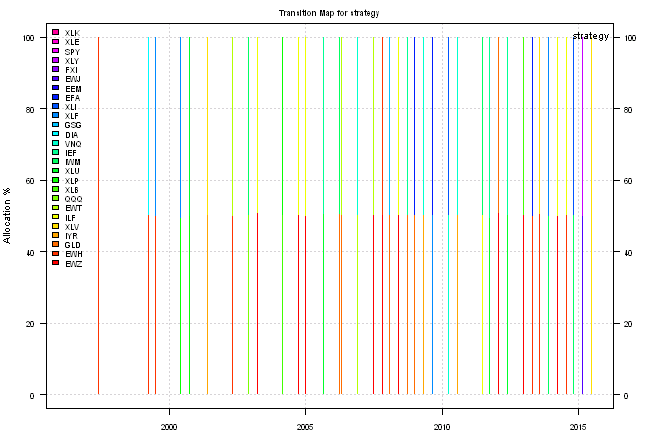 Transition Map for strategy
strategy
XLK
XLE
SPY
XLY
FXI
EWJ
EEM
EFA
XLI
XLF
GSG
DIA
VNQ
IEF
IWM
XLU
XLP
XLB
QQQ
EWT
ILF
XLV
IYR
GLD
EWH
EWZ
Allocation %
100
80
60
40
20
0
100
80
60
40
20
0
2000 2005 2010 2015